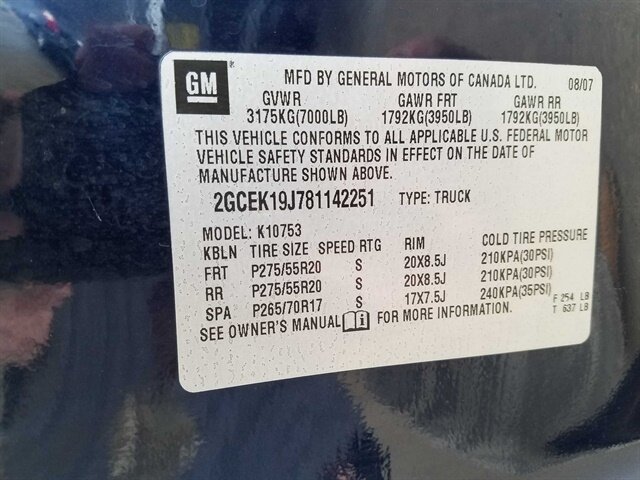 GM
MFD BY GENERAL MOTORS OF CANADA LTD. 08/07
GVWR GAWR FRT GAWR RR
3175KG(7000LB) 1792KG(3950LB) 1792KG(3950LB)
THIS VEHICLE CONFORMS TO ALL APPLICABLE U.S. FEDERAL MOTOR
VEHICLE SAFETY STANDARDS IN EFFECT ON THE DATE OF
MANUFACTURE SHOWN ABOVE.
2GCEK19J781142251 TYPE: TRUCK
MODEL: K10753
KBLN TIRE SIZE SPEED RTG RIM COLD TIRE PRESSURE
FRT P275/55R20 S 20X8.5J 210KPA(30PSI)
RR P275/55R20 S 20X8.5J 210KPA(30PSI)
SPA P265/70R17 S 17X7.5J 240KPA(35PSI)
F 254 LB
T 637 LB
SEE OWNER'S MANUAL FOR MORE INFORMATION.